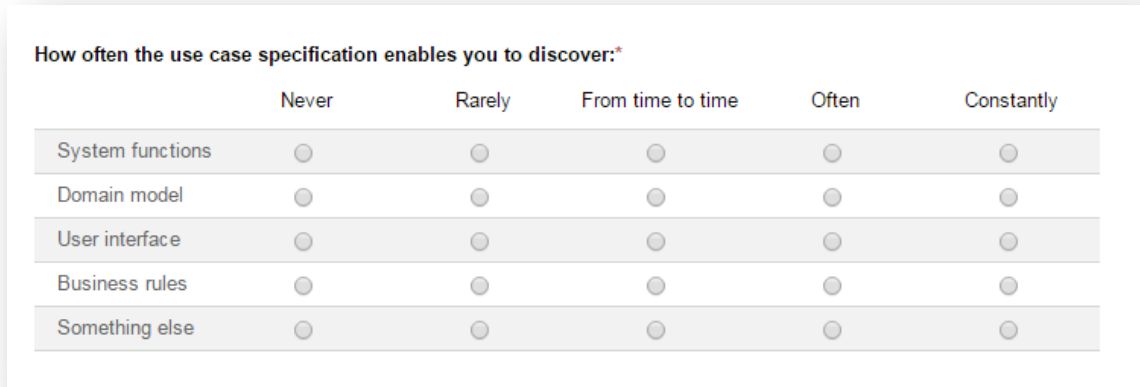 How often the use case specification enables you to discover:*
Never Rarely From time to time Often Constantly
System functions
Domain model
User interface
Business rules
Something else